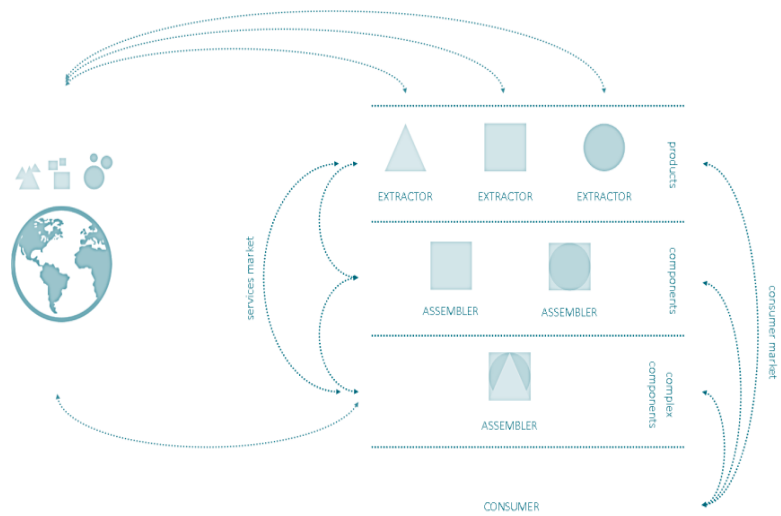 products
EXTRACTOR EXTRACTOR EXTRACTOR
services market
components
consumer market
ASSEMBLER ASSEMBLER
complex
components
ASSEMBLER
CONSUMER